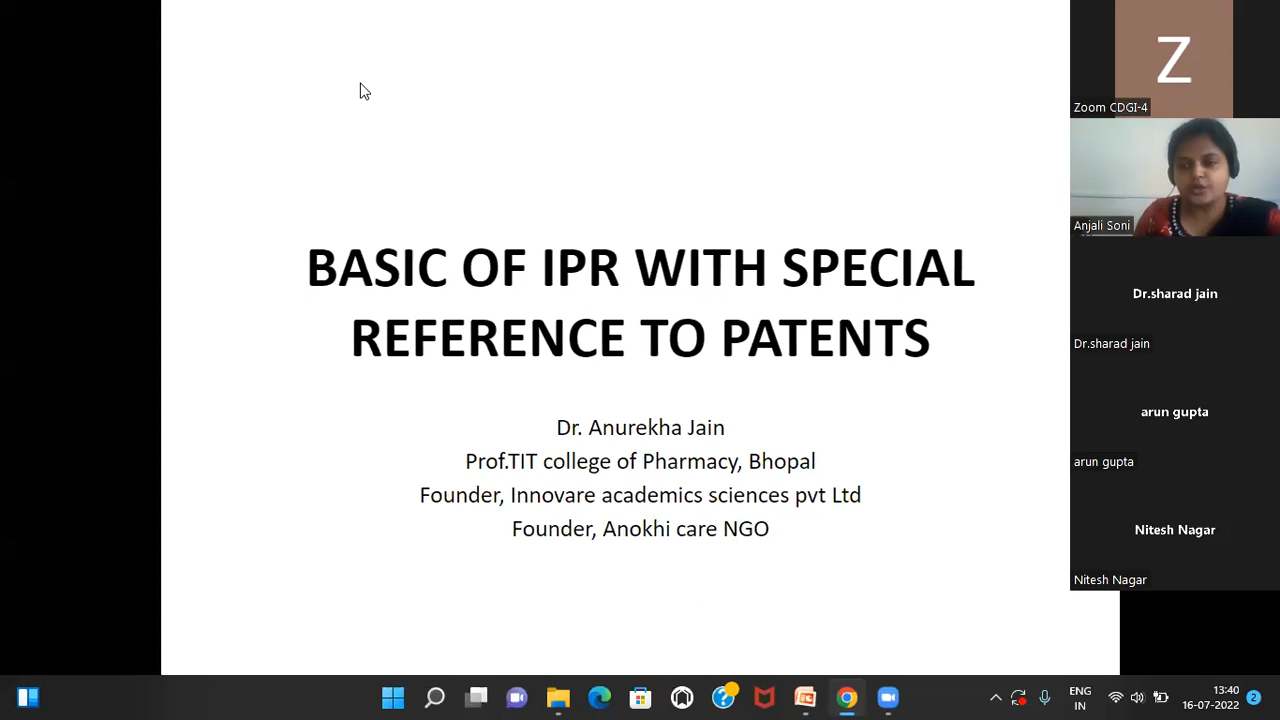 BASIC OF IPR WITH SPECIAL
REFERENCE TO PATENTS
Dr. Anurekha Jain
Prof.TIT college of Pharmacy, Bhopal
Founder, Innovare academics sciences pvt Ltd
Founder, Anokhi care NGO
Z
Zoom CDGI-4
Anjali Soni
Dr.sharad jain
Dr.sharad jain
arun gupta
arun gupta
Nitesh Nagar
Nitesh Nagar
ENG
IN
13:40
16-07-2022
2